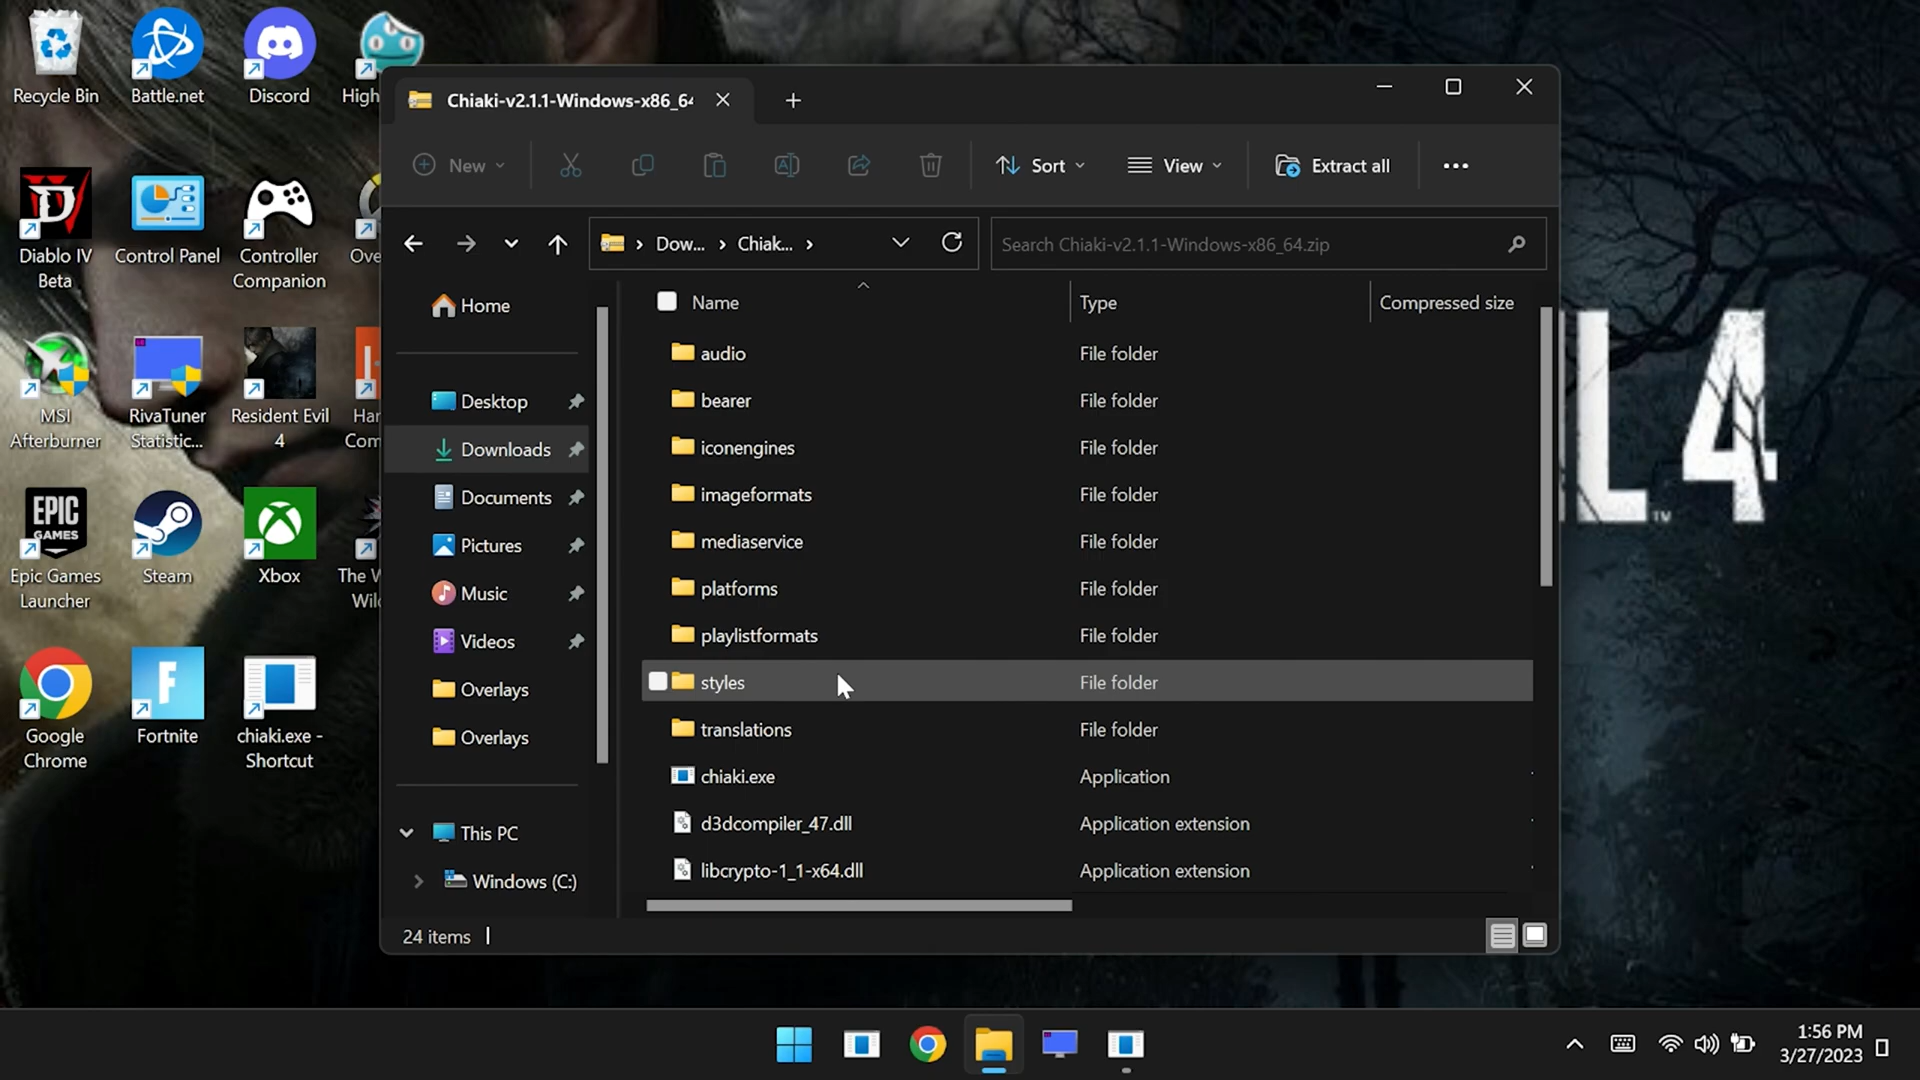 Recycle Bin
Battle.net
Discord
High
Diablo IV
Beta
Control Panel
Controller
Companion
Ove
MSI
Afterburner
RivaTuner
Statistic...
Resident Evil
4
Har
Com
EPIC
GAMES
Epic Games
Launcher
Steam
Xbox
The W
Wild
Google
Chrome
Fortnite
chiaki.exe -
Shortcut
Chiaki-v2.1.1-Windows-x86_64
New
Sort
View
Extract all
Dow...
Chiak...
Search Chiaki-v2.1.1-Windows-x86_64.zip
Home
Desktop
Downloads
Documents
Pictures
Music
Videos
Overlays
Overlays
This PC
Windows (C:)
Name
Type
Compressed size
audio
File folder
bearer
File folder
iconengines
File folder
imageformats
File folder
mediaservice
File folder
platforms
File folder
playlistformats
File folder
styles
File folder
translations
File folder
chiaki.exe
Application
d3dcompiler_47.dll
Application extension
libcrypto-1_1-x64.dll
Application extension
24 items
IL 4
TM
1:56 PM
3/27/2023